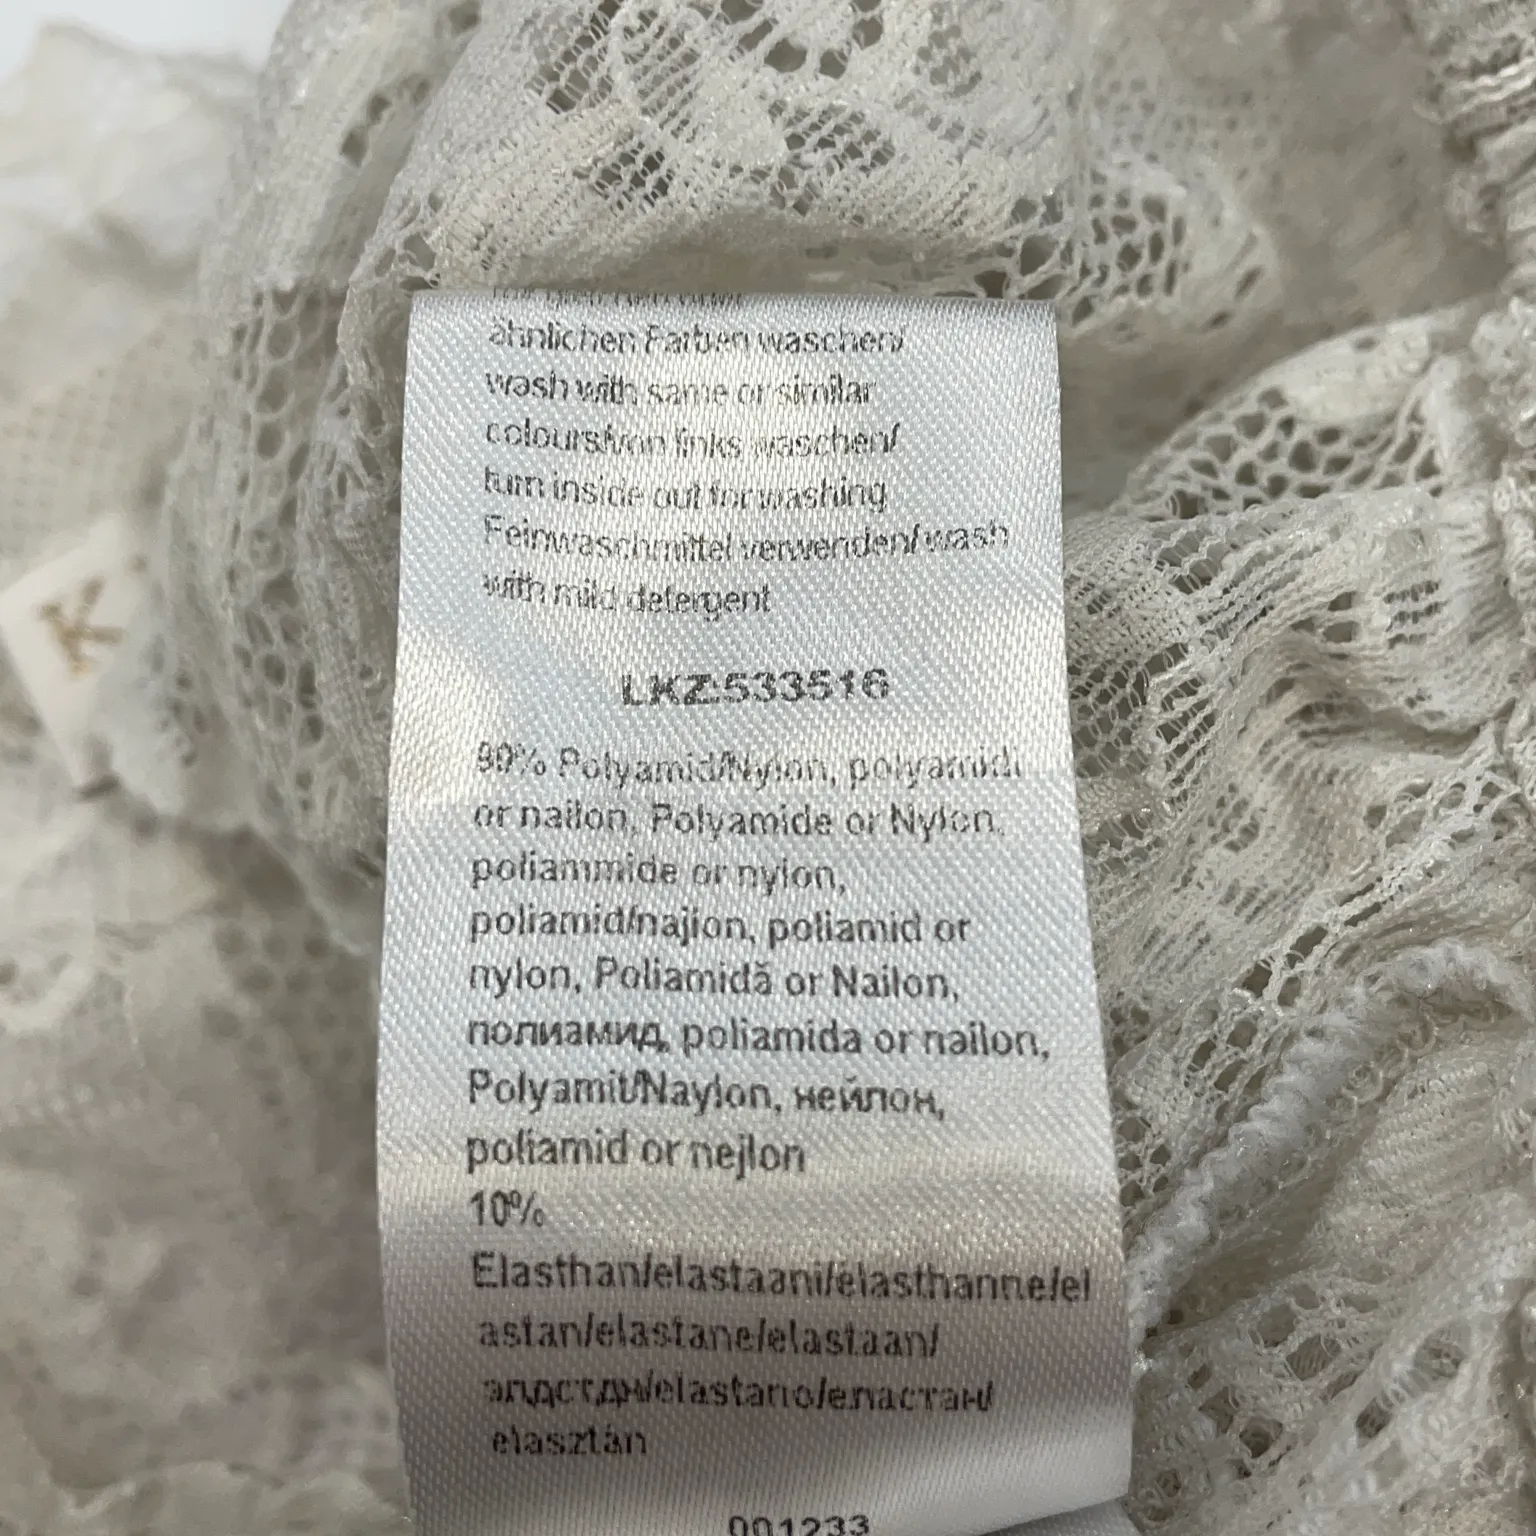 ähnlichen Farben waschen/
wash with same or similar
colours/von links waschen/
turn inside out for washing
Feinwaschmittel verwenden/wash
with mild detergent
LKZ:533516
90% Polyamid/Nylon, polyamidi
or nailon, Polyamide or Nylon,
poliammide or nylon,
poliamid/najlon, poliamid or
nylon, Poliamidă or Nailon,
полиамид, poliamida or nailon,
Polyamit/Naylon, нейлон,
poliamid or nejlon
10%
Elasthan/elastaani/élasthanne/el
astan/elastane/elastaan/
elastano/еластан/
elasztán
001233
K